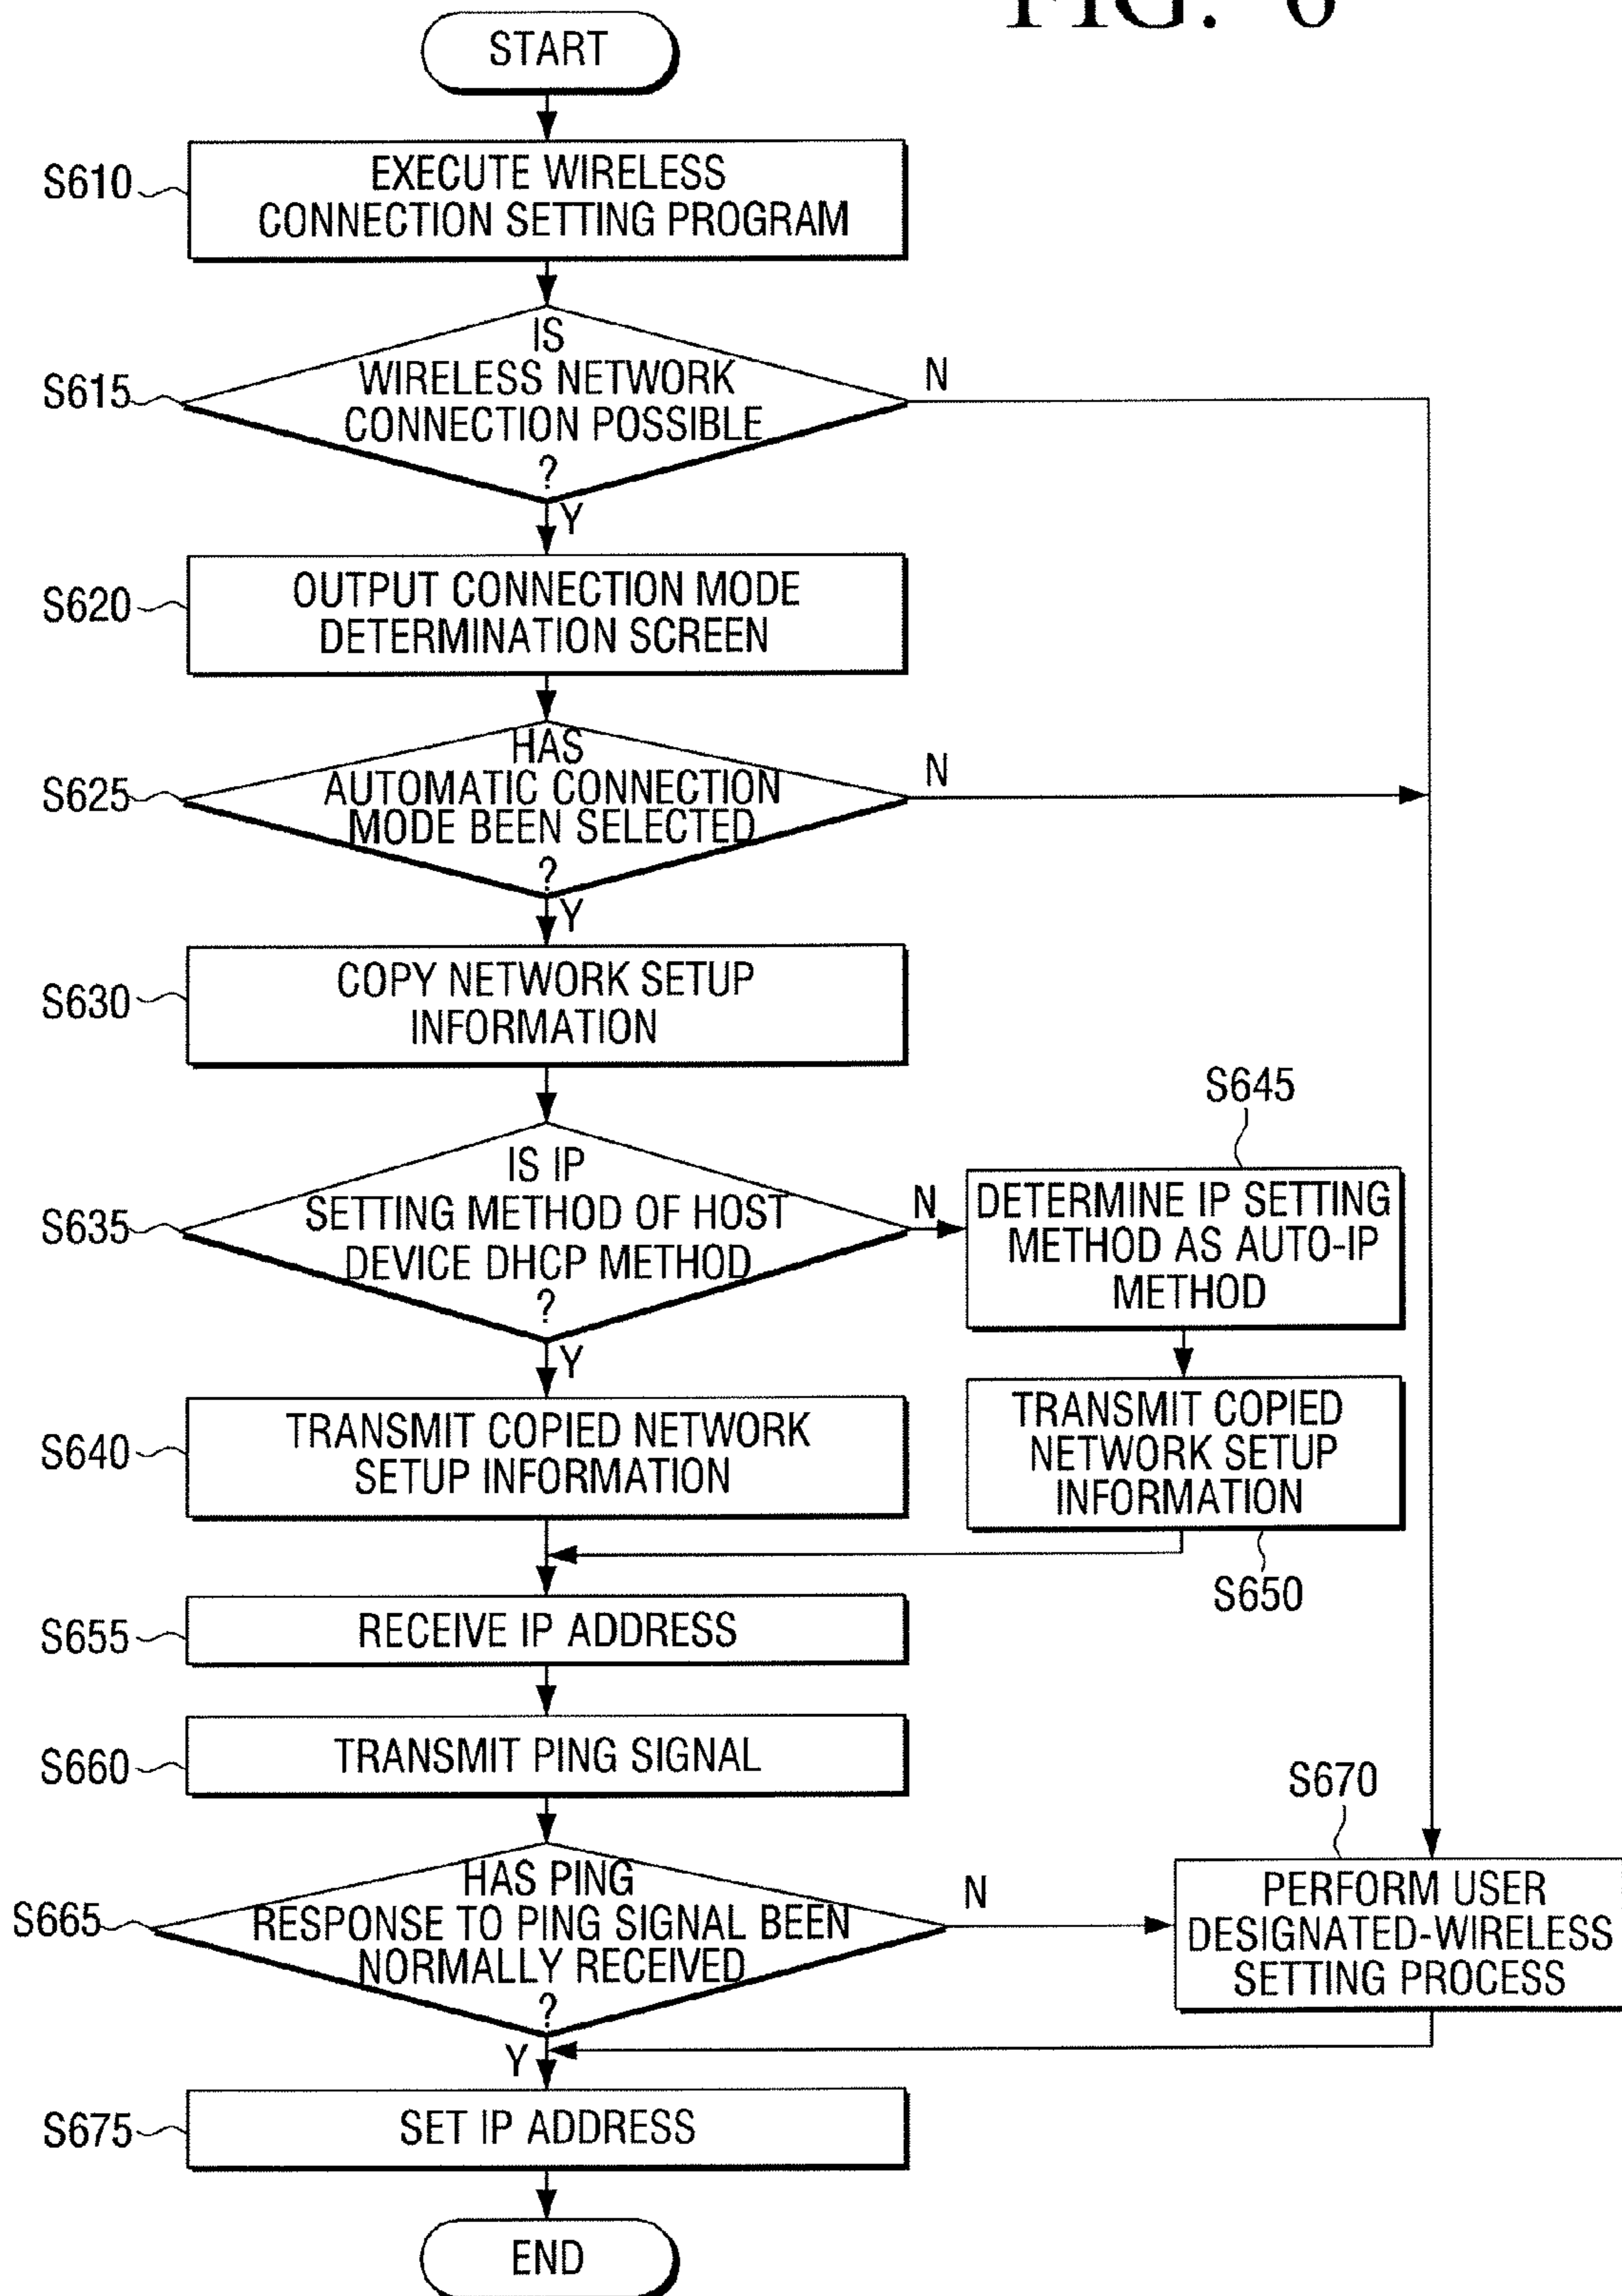 FIG. 6
START
S610
EXECUTE WIRELESS
CONNECTION SETTING PROGRAM
IS
WIRELESS NETWORK
CONNECTION POSSIBLE
?
S615
N
Y
S620
OUTPUT CONNECTION MODE
DETERMINATION SCREEN
HAS
AUTOMATIC CONNECTION
MODE BEEN SELECTED
?
S625
N
Y
S630
COPY NETWORK SETUP
INFORMATION
IS IP
SETTING METHOD OF HOST
DEVICE DHCP METHOD
?
S635
N
Y
S645
DETERMINE IP SETTING
METHOD AS AUTO-IP
METHOD
S640
TRANSMIT COPIED NETWORK
SETUP INFORMATION
TRANSMIT COPIED
NETWORK SETUP
INFORMATION
S650
S655
RECEIVE IP ADDRESS
S660
TRANSMIT PING SIGNAL
HAS PING
RESPONSE TO PING SIGNAL BEEN
NORMALLY RECEIVED
?
S665
N
Y
S670
PERFORM USER
DESIGNATED-WIRELESS
SETTING PROCESS
S675
SET IP ADDRESS
END